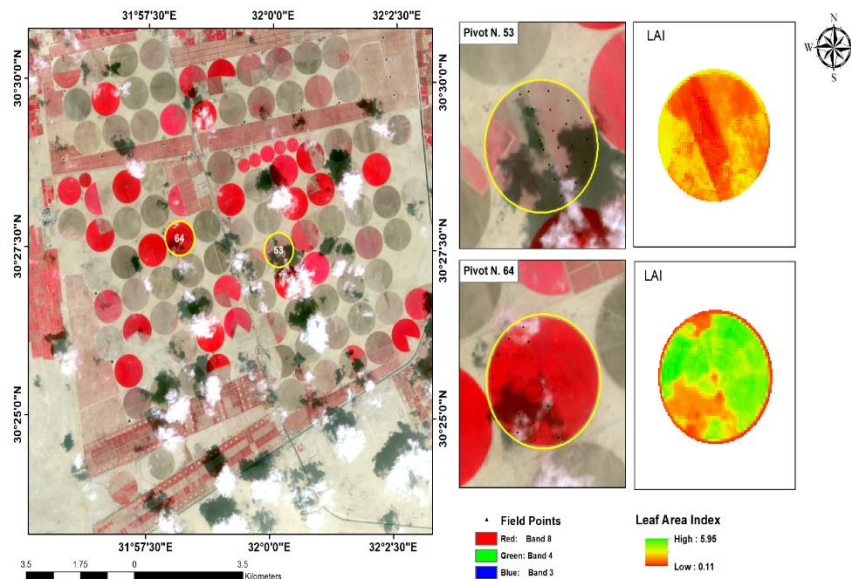 31°57'30"E
32°0'0"E
32°2'30"E
30°30'0"N
30°27'30"N
30°25'0"N
64
53
30°30'0"N
30°27'30"N
30°25'0"N
31°57'30"E
32°0'0"E
32°2'30"E
3.5
1.75
0
3.5
Kilometers
Pivot N. 53
LAI
Pivot N. 64
LAI
N
W
E
S
Field Points
Red: Band 8
Green: Band 4
Blue: Band 3
Leaf Area Index
High : 5.95
Low : 0.11